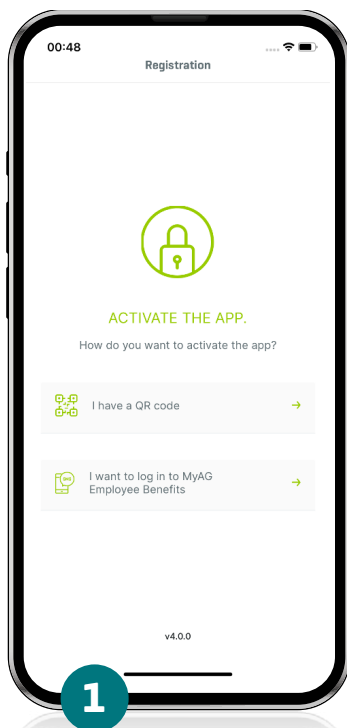 00:48
Registration
ACTIVATE THE APP.
How do you want to activate the app?
I have a QR code
I want to log in to MyAG
Employee Benefits
v4.0.0
1